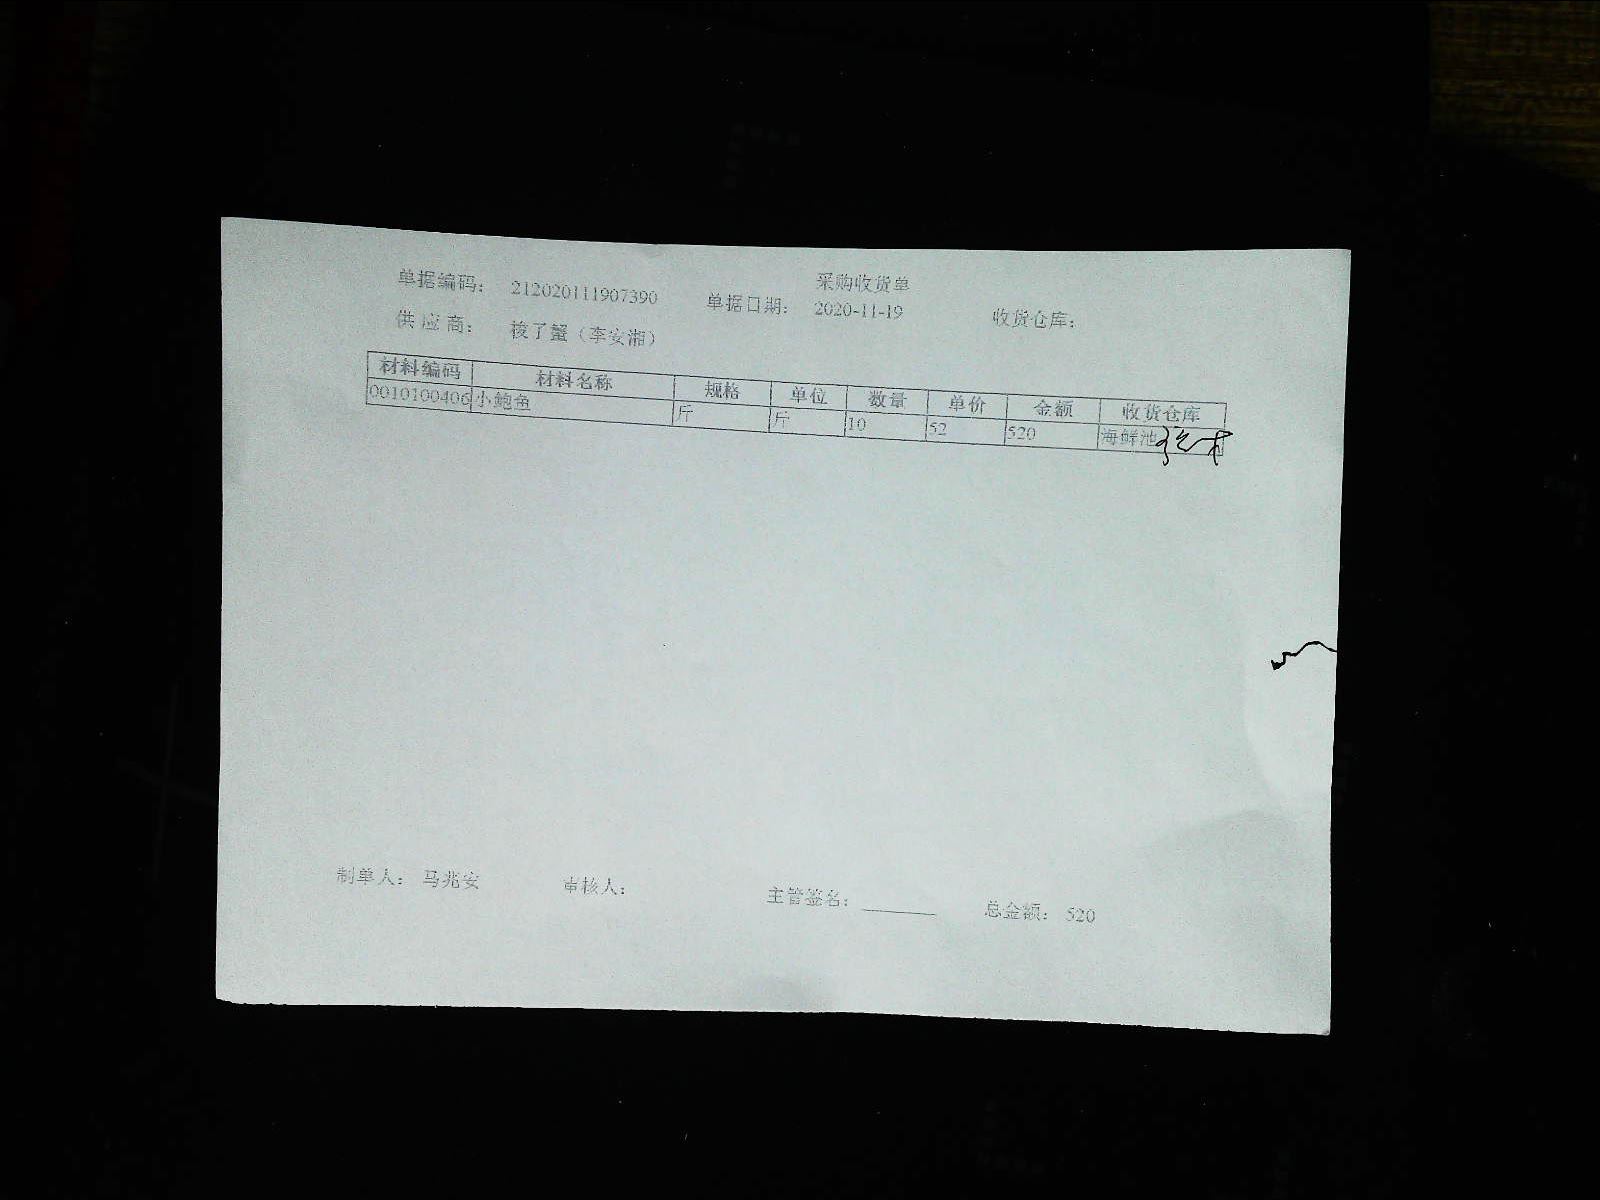 采购收货单
单据编码： 212020111907390 单据日期： 2020-11-19 收货仓库：
供 应 商： 梭了蟹（李安湘）
材料编码 材料名称 规格 单位 数量 单价 金额 收货仓库
0010100406 小鲍鱼 斤 斤 10 52 520 海鲜池
制单人： 马兆安 审核人： 主管签名： 总金额： 520